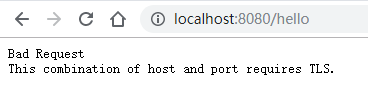 localhost:8080/hello
Bad Request
This combination of host and port requires TLS.